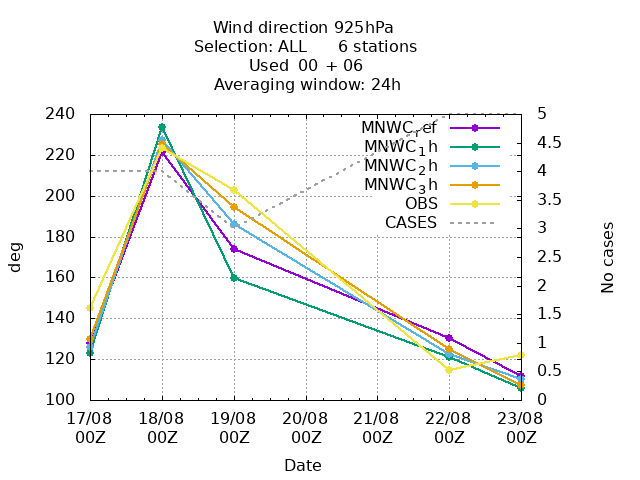 Wind direction 925hPa
Selection: ALL 6 stations
Used 00 + 06
Averaging window: 24h
240
220
200
180
160
140
120
100
deg
5
4.5
4
3.5
3
2.5
2
1.5
1
0.5
0
No cases
MNWC_ref
MNWC_1h
MNWC_2h
MNWC_3h
OBS
CASES
17/08 18/08 19/08 20/08 21/08 22/08 23/08
00Z 00Z 00Z 00Z 00Z 00Z 00Z
Date